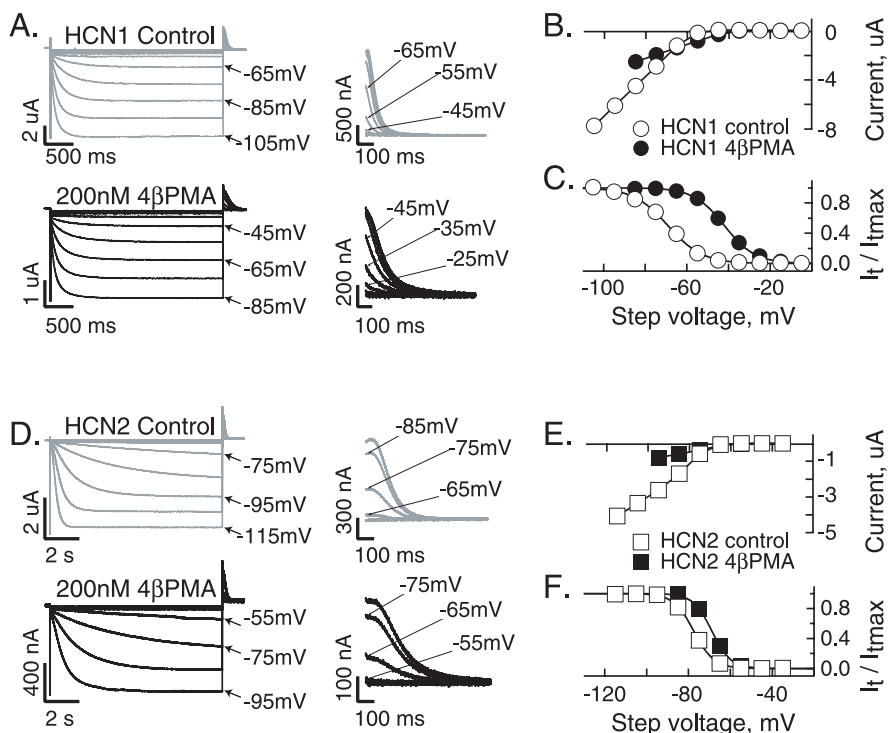 A.
HCN1 Control
-65mV
-85mV
-105mV
2 uA
500 ms
-65mV
-55mV
-45mV
500 nA
100 ms
200nM 4βPMA
-45mV
-65mV
-85mV
1 uA
500 ms
-45mV
-35mV
-25mV
200 nA
100 ms
B.
0
-4
-8
Current, uA
HCN1 control
HCN1 4βPMA
C.
0.8
0.4
0.0
It / Itmax
-100
-60
-20
Step voltage, mV
D.
HCN2 Control
-75mV
-95mV
-115mV
2 uA
2 s
-85mV
-75mV
-65mV
300 nA
100 ms
200nM 4βPMA
-55mV
-75mV
-95mV
400 nA
2 s
-75mV
-65mV
-55mV
100 nA
100 ms
E.
-1
-3
-5
Current, uA
HCN2 control
HCN2 4βPMA
F.
0.8
0.4
0.0
It / Itmax
-120
-80
-40
Step voltage, mV